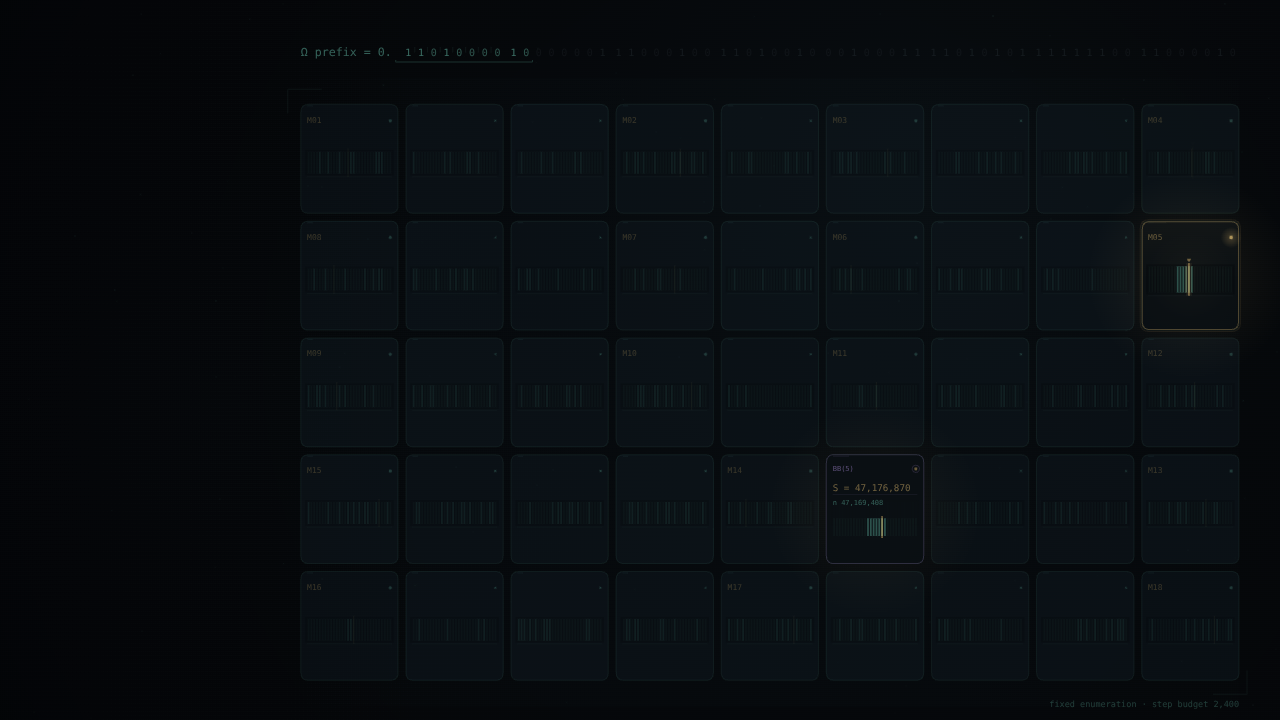 Ω prefix = 0. 1 1 0 1 0 0 0 0 1 0
M01 M02 M03 M04
M08 M07 M06 M05
M09 M10 M11 M12
M15 M14 BB(5) M13
S = 47,176,870
n 47,169,408
M16 M17 M18
fixed enumeration · step budget 2,400